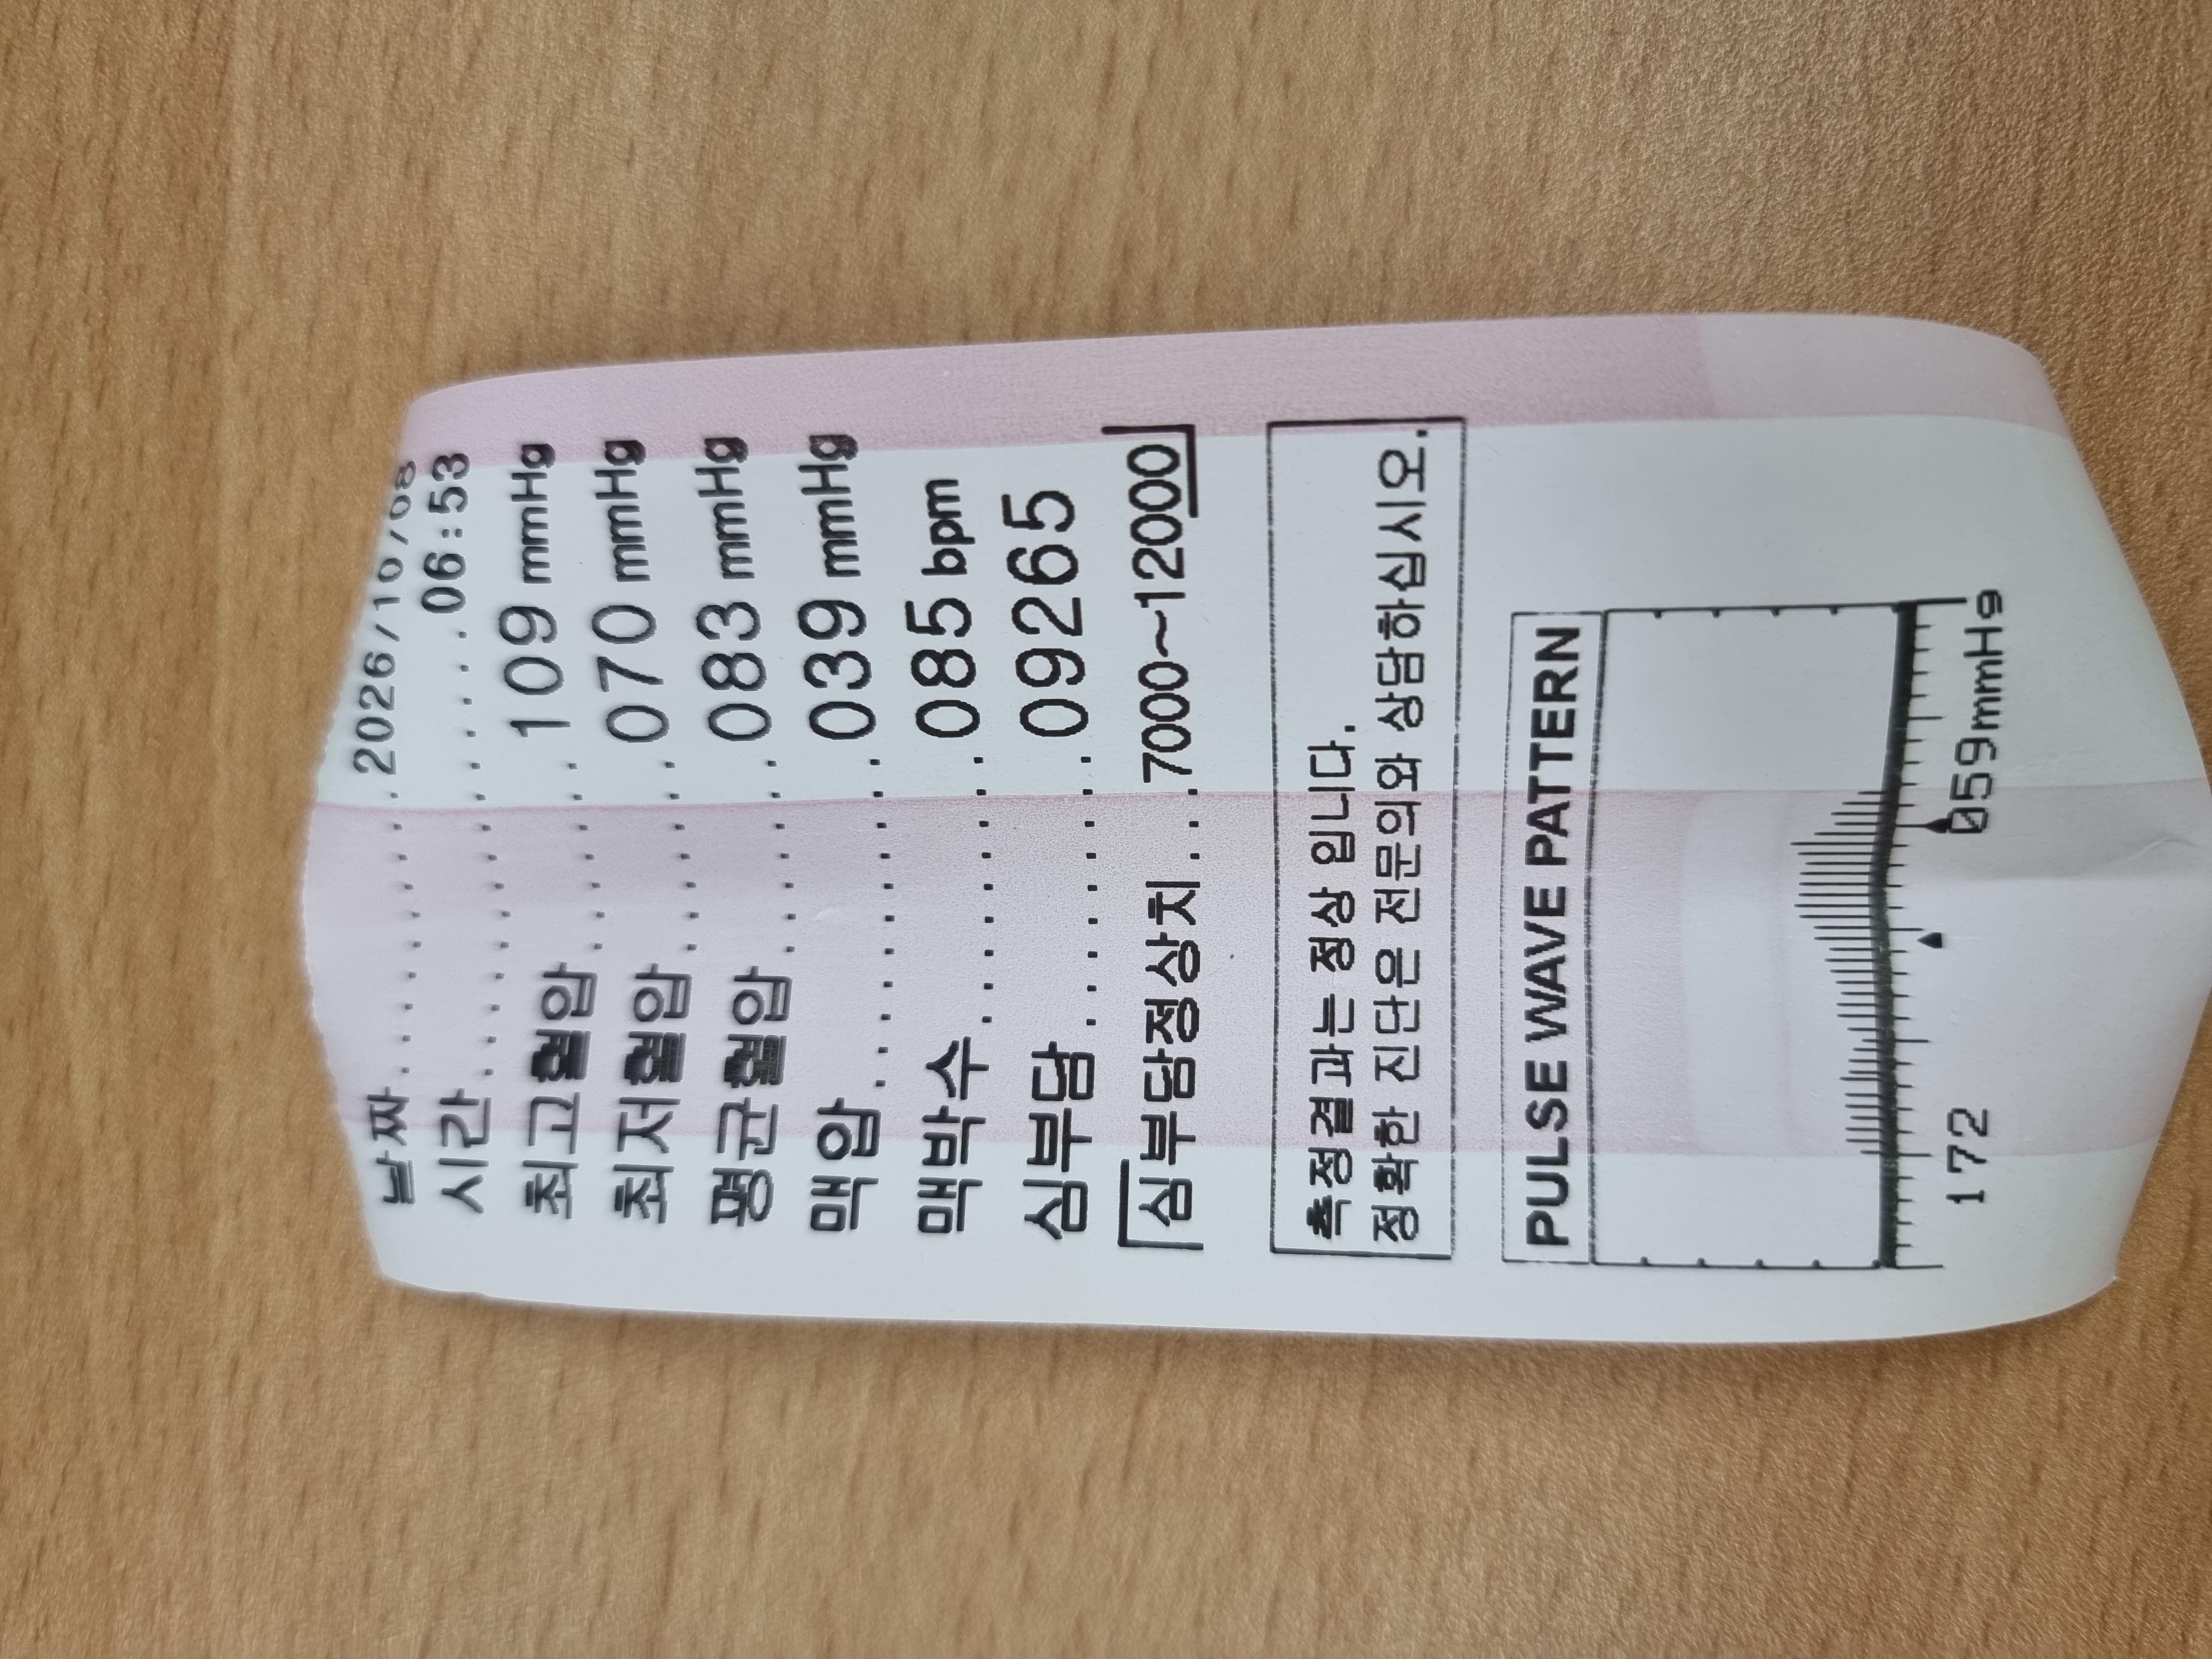 날짜...........2026/10/08
시간................06:53
최고혈압.......109 mmHg
최저혈압.......070 mmHg
평균혈압.......083 mmHg
맥압............039 mmHg
맥박수.........085 bpm
심부담.........09265
[심부담정상치...7000~12000]
측정결과는 정상 입니다.
정확한 진단은 전문의와 상담하십시오.
PULSE WAVE PATTERN
172 059mmHg